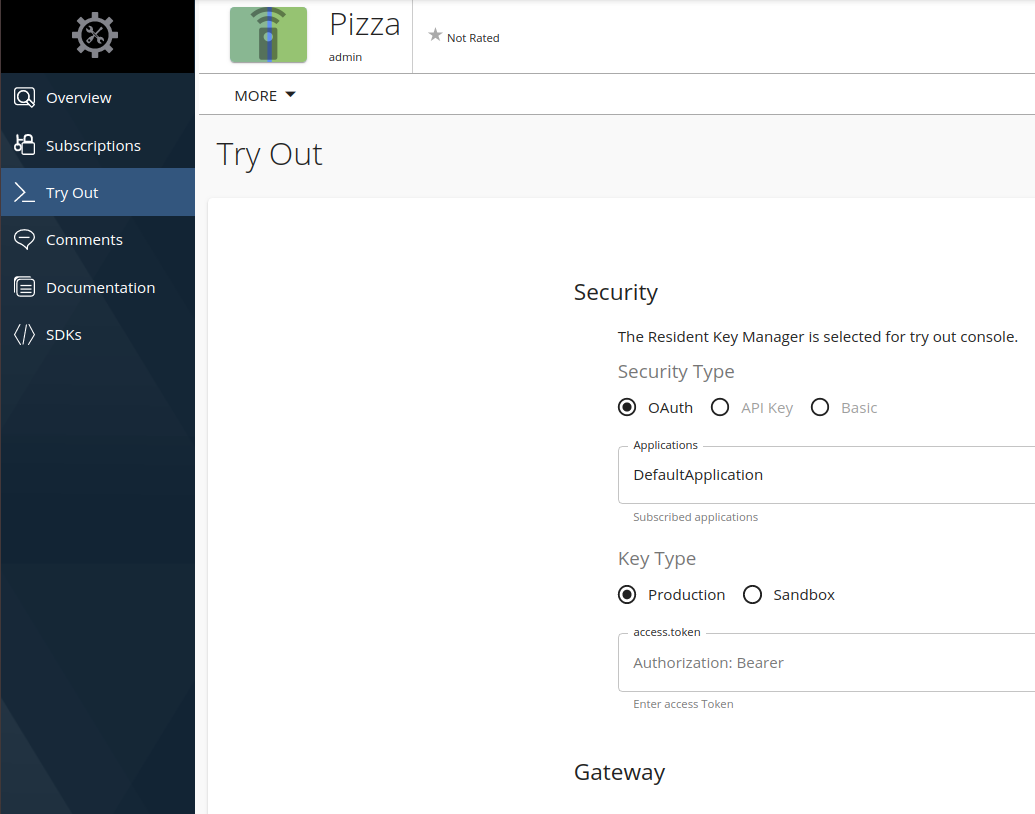 Pizza
admin
Not Rated
MORE
Overview
Subscriptions
Try Out
Comments
Documentation
SDKs
Try Out
Security
The Resident Key Manager is selected for try out console.
Security Type
OAuth API Key Basic
Applications
DefaultApplication
Subscribed applications
Key Type
Production Sandbox
access.token
Authorization: Bearer
Enter access Token
Gateway